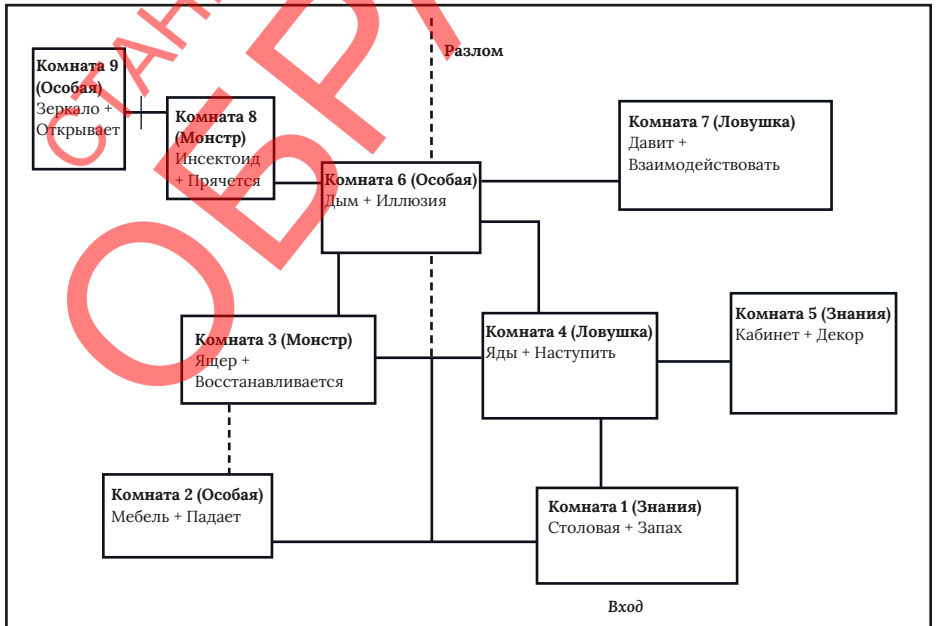 Разлом
Комната 9
(Особая)
Зеркало +
Открывает
Комната 8
(Монстр)
Инсектоид
+ Прячется
Комната 7 (Ловушка)
Давит +
Взаимодействовать
Комната 6 (Особая)
Дым + Иллюзия
Комната 3 (Монстр)
Ящер +
Восстанавливается
Комната 4 (Ловушка)
Яды + Наступить
Комната 5 (Знания)
Кабинет + Декор
Комната 2 (Особая)
Мебель + Падает
Комната 1 (Знания)
Столовая + Запах
Вход